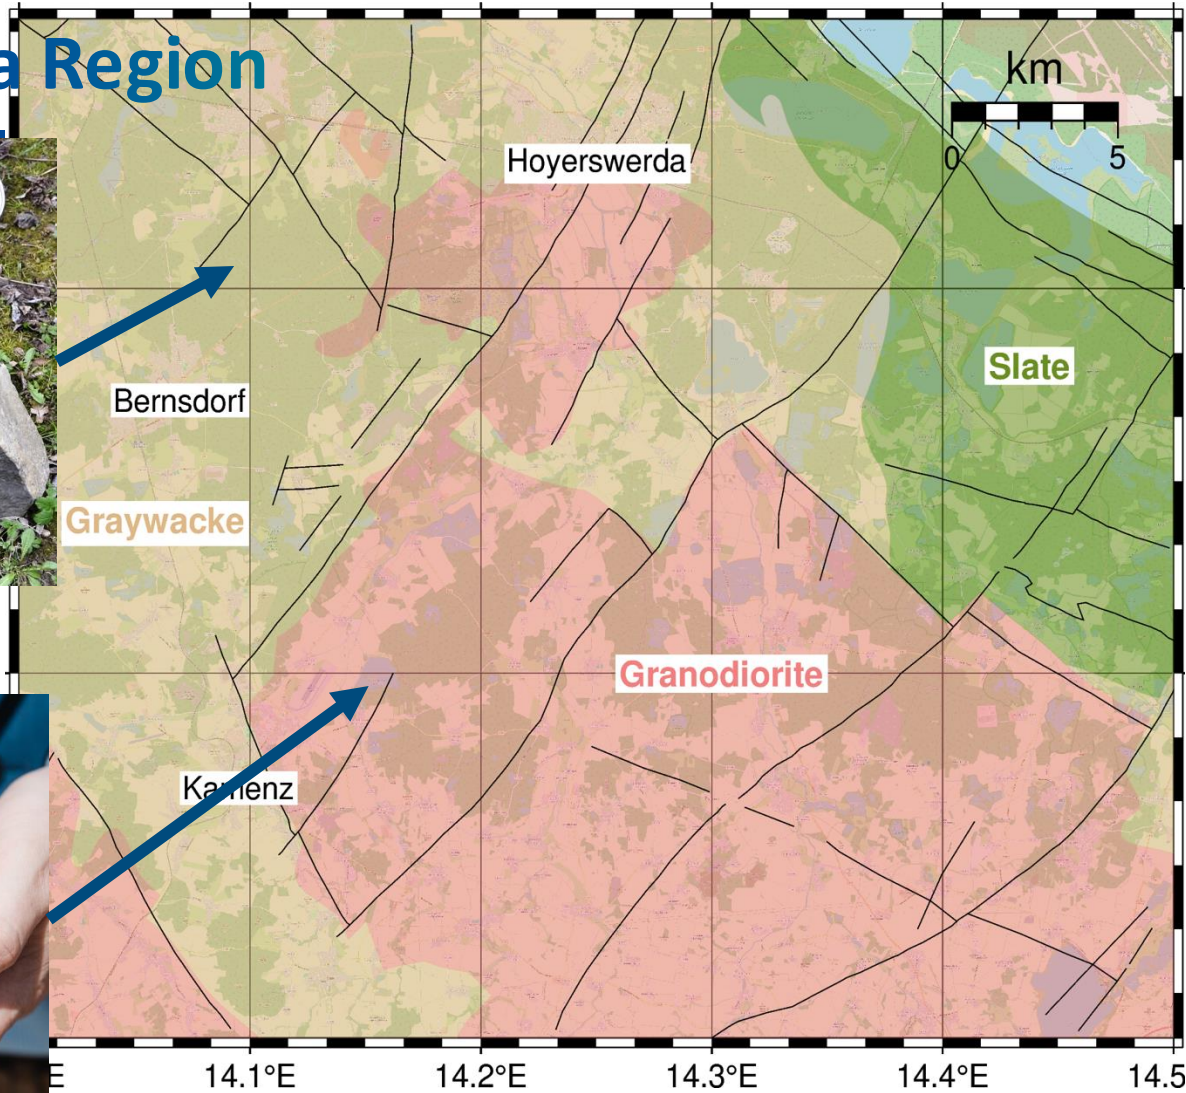 a Region
km
0 5
Hoyerswerda
Slate
Bernsdorf
Graywacke
Granodiorite
Kamenz
E 14.1°E 14.2°E 14.3°E 14.4°E 14.5